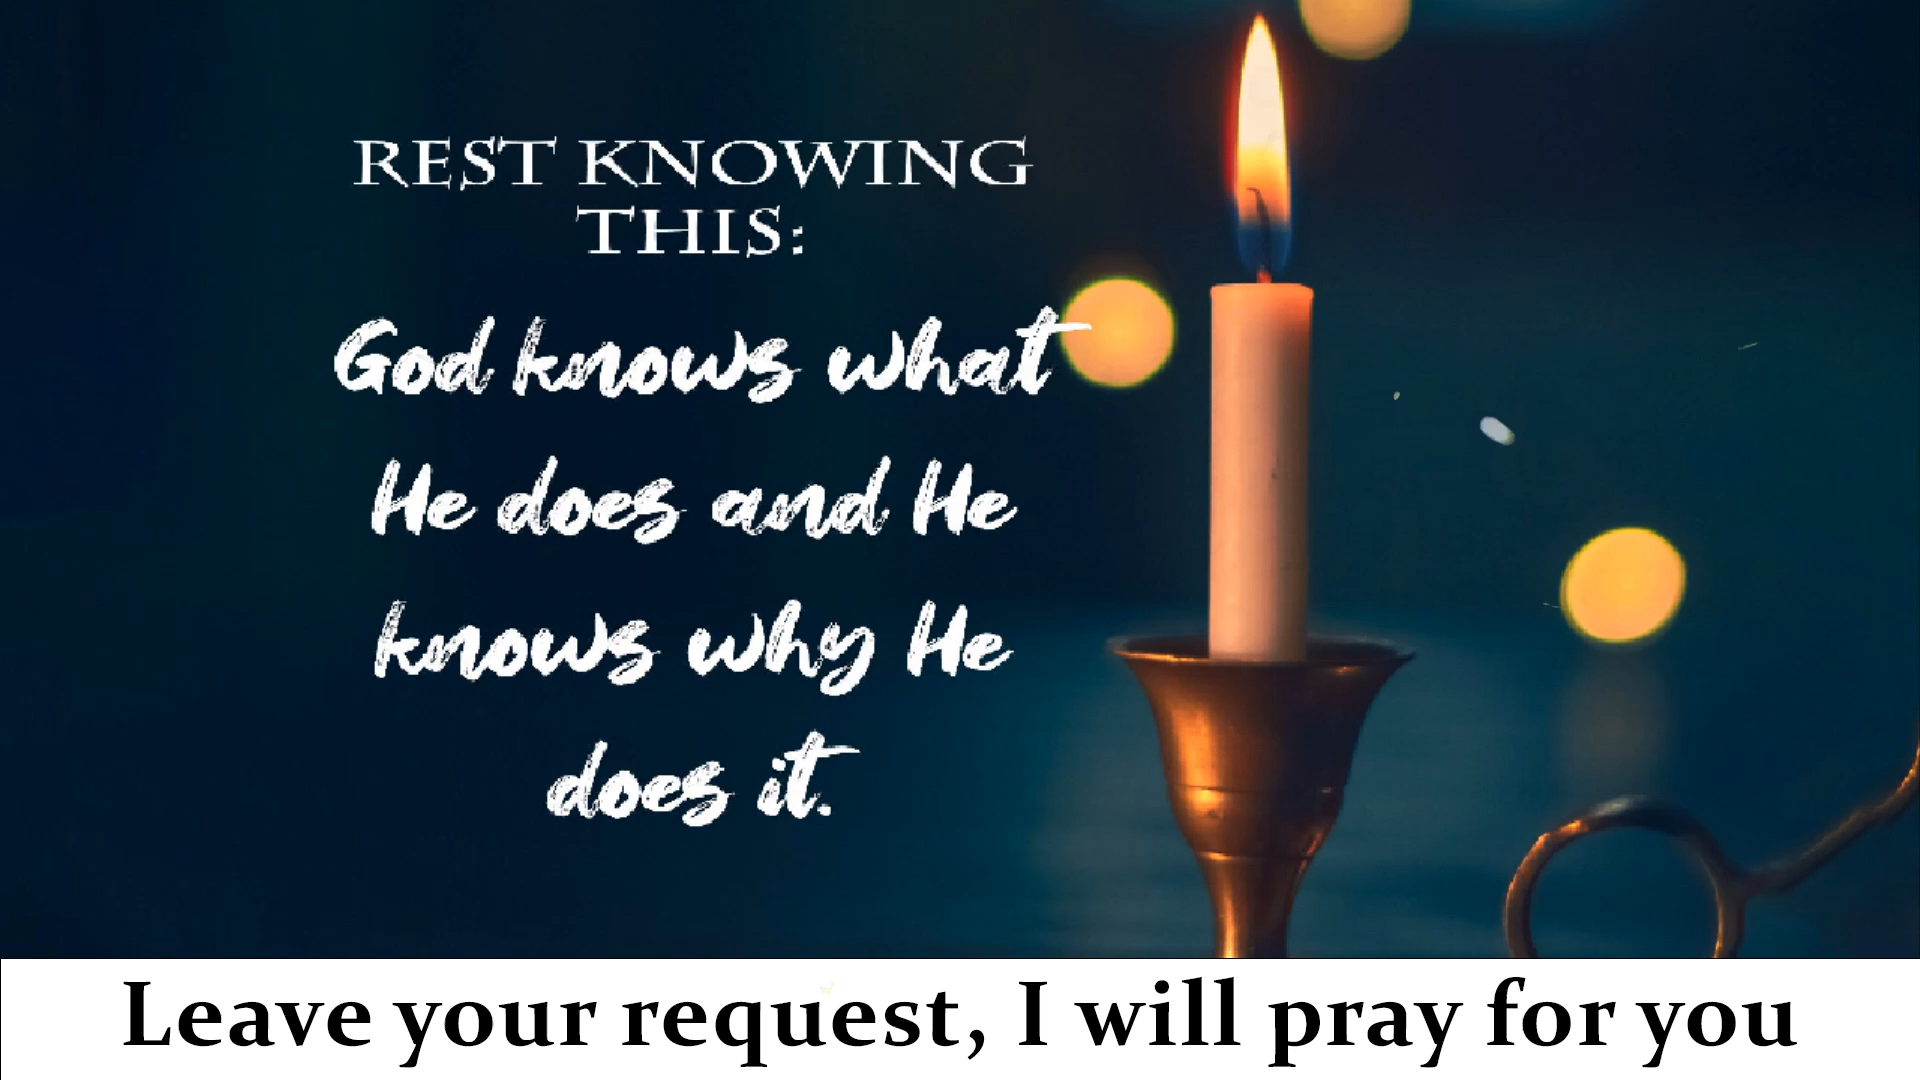 REST KNOWING
THIS:
God knows what
He does and He
knows why He
does it.
Leave your request, I will pray for you